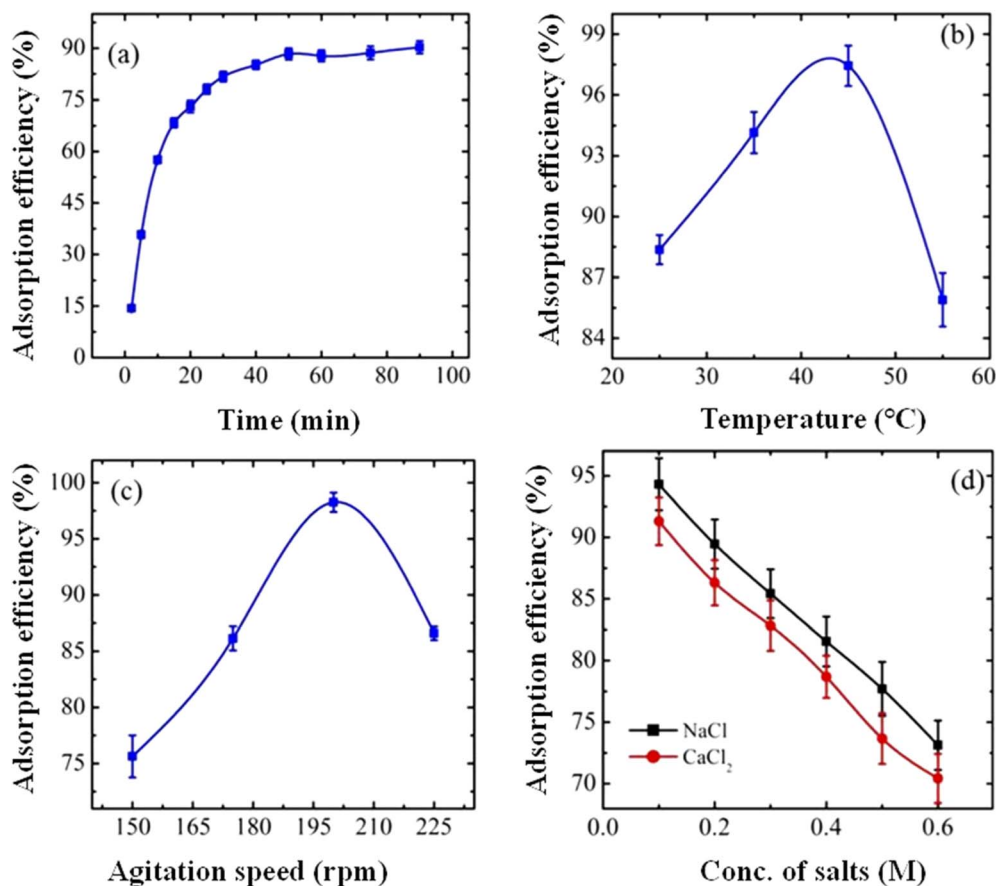 (a)
Adsorption efficiency (%)
90
75
60
45
30
15
0
0 20 40 60 80 100
Time (min)
(b)
Adsorption efficiency (%)
99
96
93
90
87
84
20 30 40 50 60
Temperature (°C)
(c)
Adsorption efficiency (%)
100
95
90
85
80
75
150 165 180 195 210 225
Agitation speed (rpm)
(d)
Adsorption efficiency (%)
95
90
85
80
75
70
NaCl
CaCl₂
0.0 0.2 0.4 0.6
Conc. of salts (M)